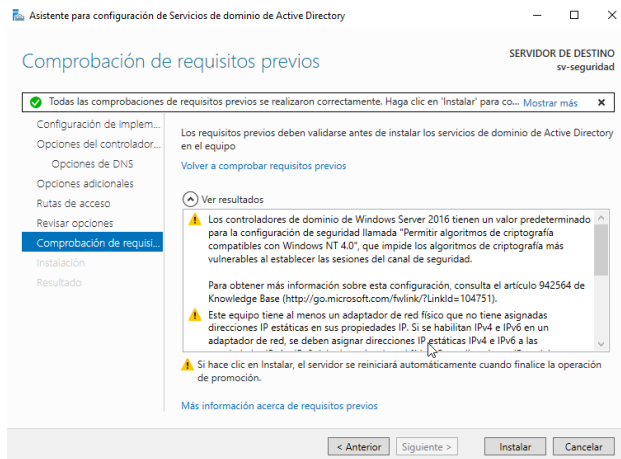 Asistente para configuración de Servicios de dominio de Active Directory
Comprobación de requisitos previos
SERVIDOR DE DESTINO
sv-seguridad
Todas las comprobaciones de requisitos previos se realizaron correctamente. Haga clic en 'Instalar' para co... Mostrar más
Configuración de implem...
Opciones del controlador...
Opciones de DNS
Opciones adicionales
Rutas de acceso
Revisar opciones
Comprobación de requisi...
Instalación
Resultado
Los requisitos previos deben validarse antes de instalar los servicios de dominio de Active Directory
en el equipo
Volver a comprobar requisitos previos
Ver resultados
Los controladores de dominio de Windows Server 2016 tienen un valor predeterminado
para la configuración de seguridad llamada "Permitir algoritmos de criptografía
compatibles con Windows NT 4.0", que impide los algoritmos de criptografía más
vulnerables al establecer las sesiones del canal de seguridad.
Para obtener más información sobre esta configuración, consulta el artículo 942564 de
Knowledge Base (http://go.microsoft.com/fwlink/?LinkId=104751).
Este equipo tiene al menos un adaptador de red físico que no tiene asignadas
direcciones IP estáticas en sus propiedades IP. Si se habilitan IPv4 e IPv6 en un
adaptador de red, se deben asignar direcciones IP estáticas IPv4 e IPv6 a las
Si hace clic en Instalar, el servidor se reiniciará automáticamente cuando finalice la operación
de promoción.
Más información acerca de requisitos previos
< Anterior
Siguiente >
Instalar
Cancelar